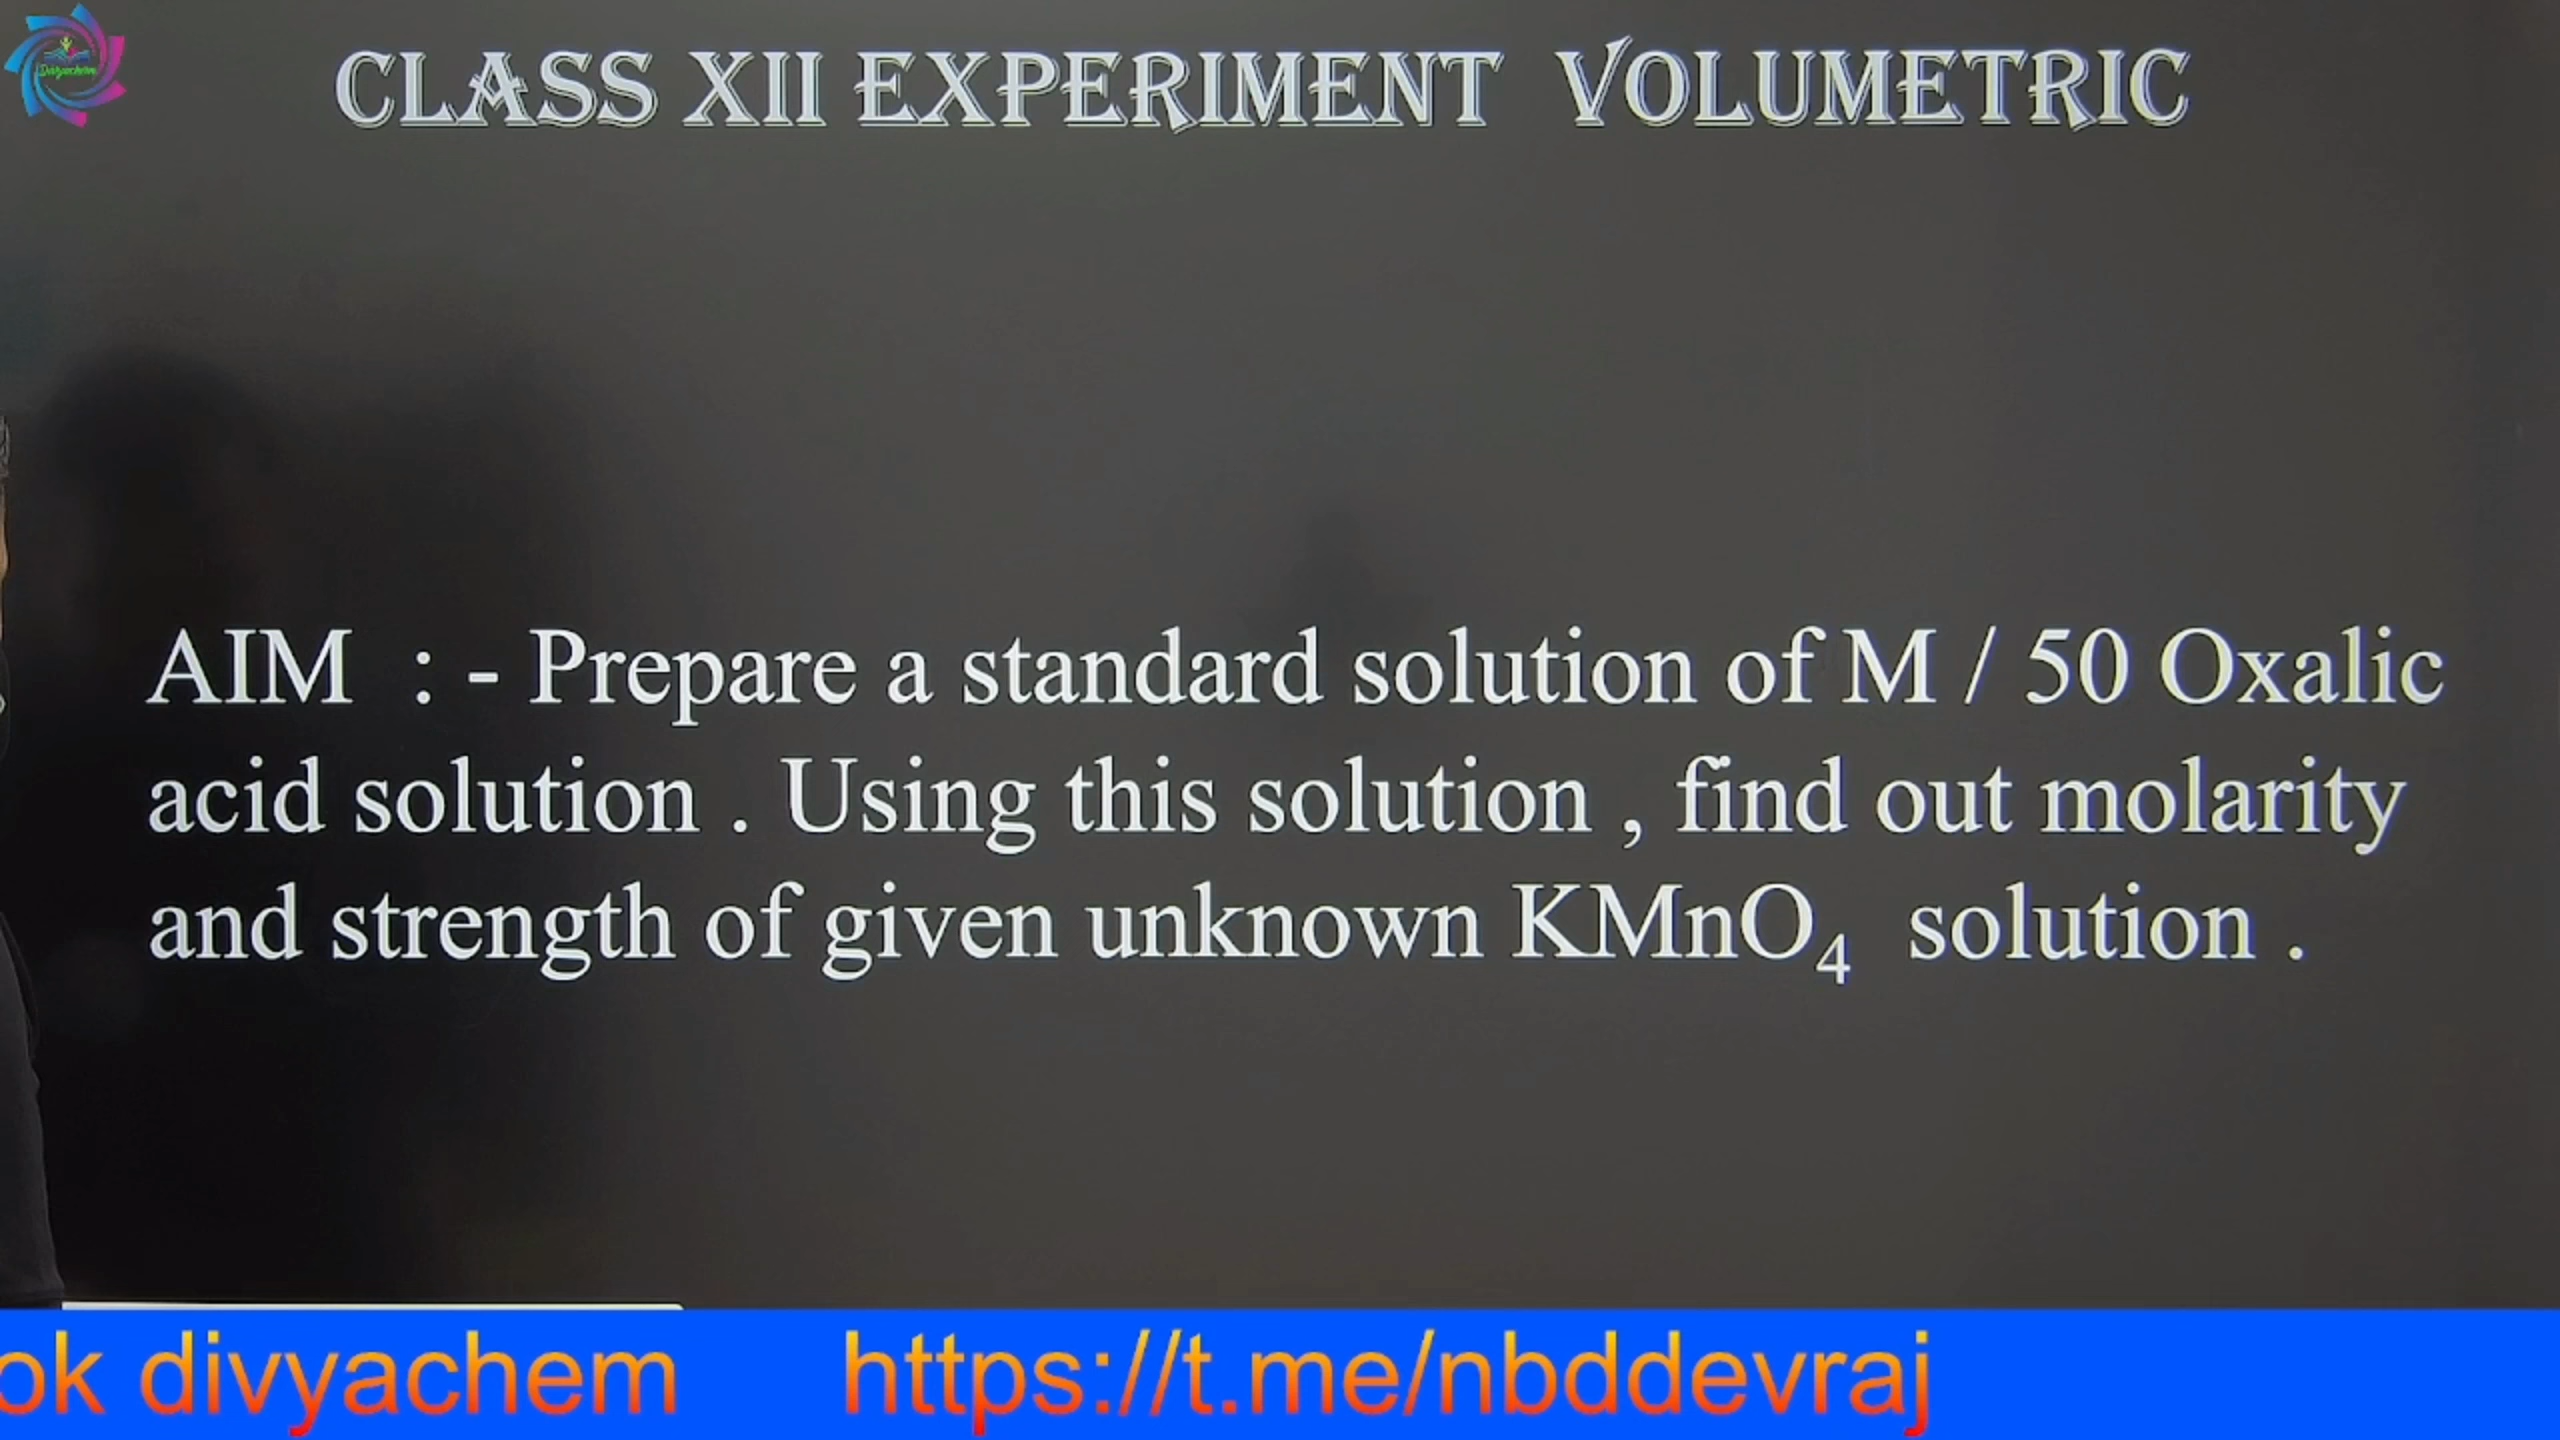 Divyachem
CLASS XII EXPERIMENT VOLUMETRIC
AIM : - Prepare a standard solution of M / 50 Oxalic
acid solution . Using this solution , find out molarity
and strength of given unknown KMnO₄ solution .
ok divyachem https://t.me/nbddevraj